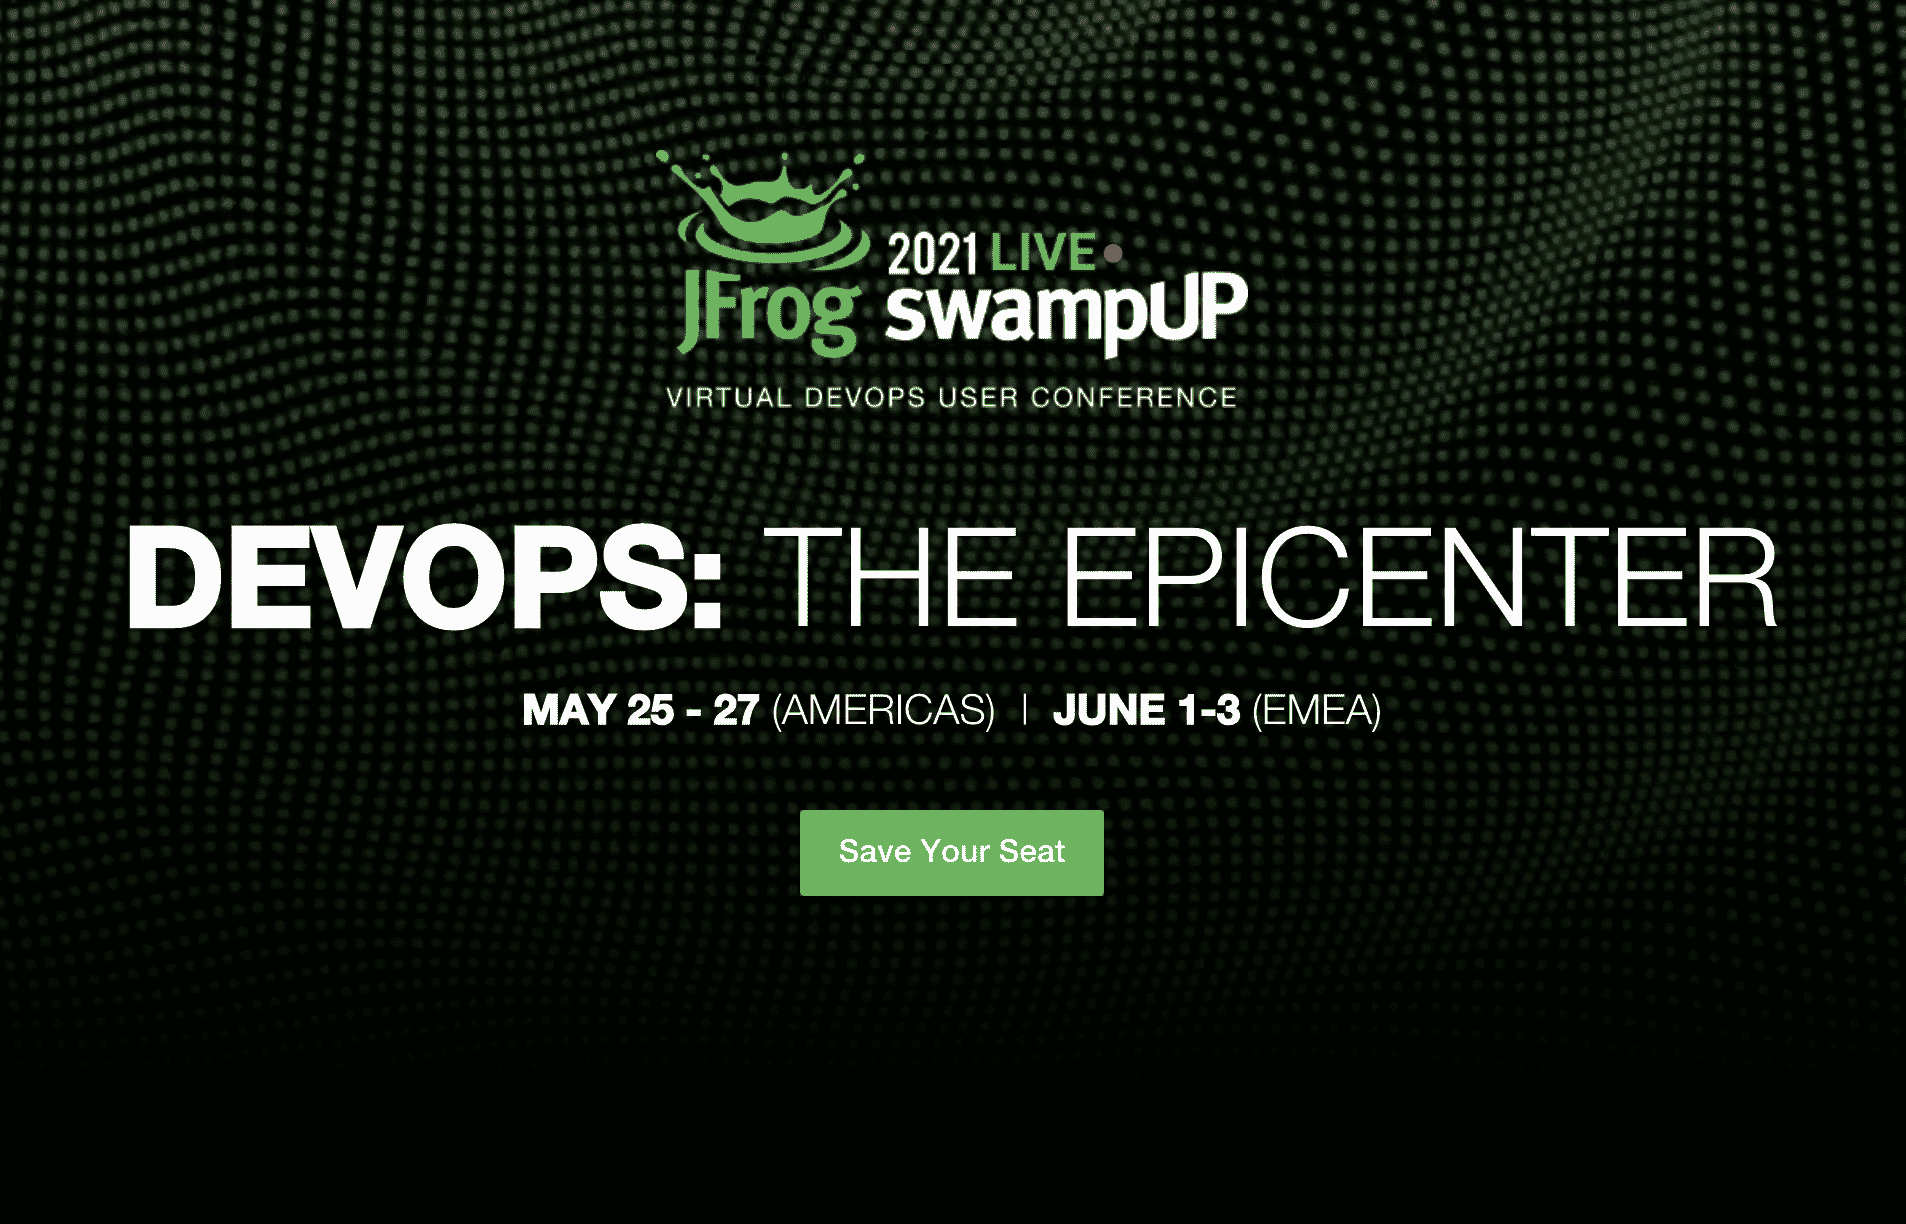 2021 LIVE
JFrog swampUP
VIRTUAL DEVOPS USER CONFERENCE
DEVOPS: THE EPICENTER
MAY 25 - 27 (AMERICAS) | JUNE 1-3 (EMEA)
Save Your Seat